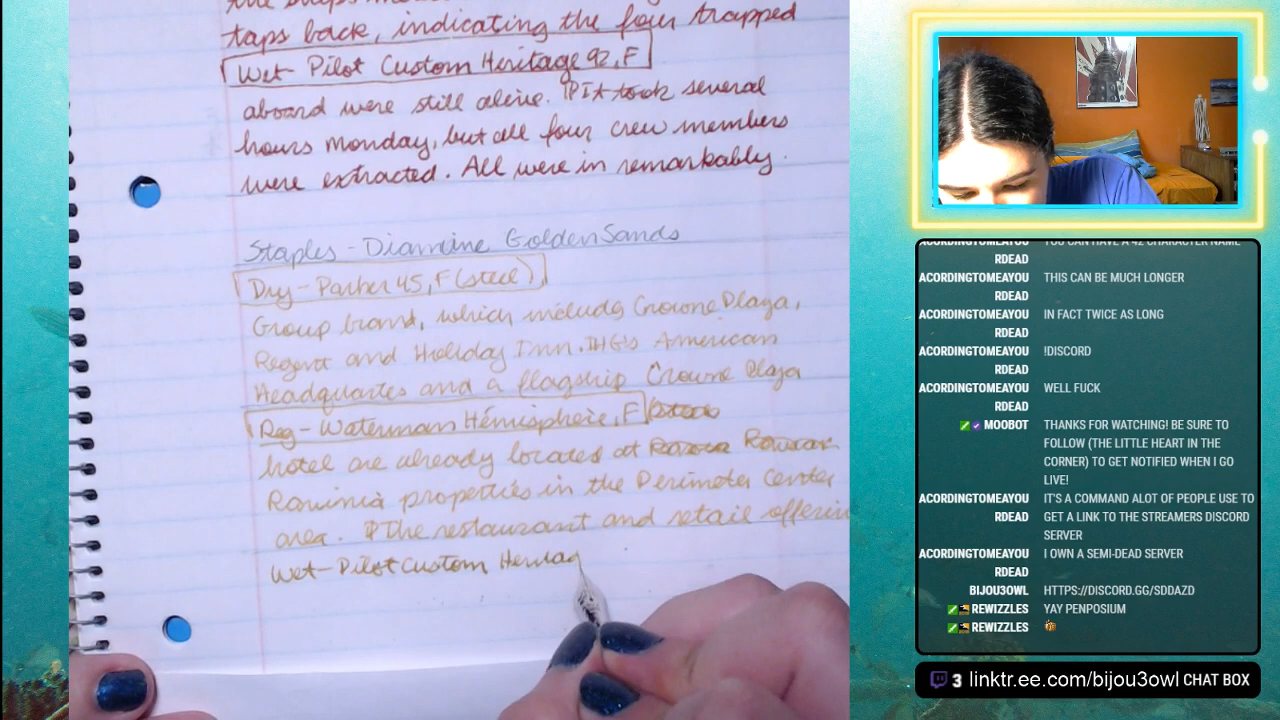 the ships
taps back, indicating the four trapped
Wet- Pilot Custom Heritage 92, F
aboard were still alive. It took several
hours Monday, but all four crew members
were extracted. All were in remarkably.
Staples - Diamine Golden Sands
Dry - Parker 45, F (steel)
Group brand, which includes Crowne Plaza,
Regent and Holiday Inn. IHG's American
Headquartes and a flagship Crowne Plaza
Reg - Waterman Hémisphère, F
hotel are already located at Ravinia
Ravinia properties in the Perimeter Center
area. The restaurant and retail offerin
Wet- Pilot Custom Heritag
ACORDINGTOMEAYOU YOU CAN HAVE A 42 CHARACTER NAME
RDEAD
ACORDINGTOMEAYOU THIS CAN BE MUCH LONGER
RDEAD
ACORDINGTOMEAYOU IN FACT TWICE AS LONG
RDEAD
ACORDINGTOMEAYOU !DISCORD
RDEAD
ACORDINGTOMEAYOU WELL FUCK
RDEAD
MOOBOT THANKS FOR WATCHING! BE SURE TO
FOLLOW (THE LITTLE HEART IN THE
CORNER) TO GET NOTIFIED WHEN I GO
LIVE!
ACORDINGTOMEAYOU IT'S A COMMAND ALOT OF PEOPLE USE TO
RDEAD GET A LINK TO THE STREAMERS DISCORD
SERVER
ACORDINGTOMEAYOU I OWN A SEMI-DEAD SERVER
RDEAD
BIJOU3OWL HTTPS://DISCORD.GG/SDDAZD
REWIZZLES YAY PENPOSIUM
REWIZZLES
3 linktr.ee.com/bijou3owl CHAT BOX